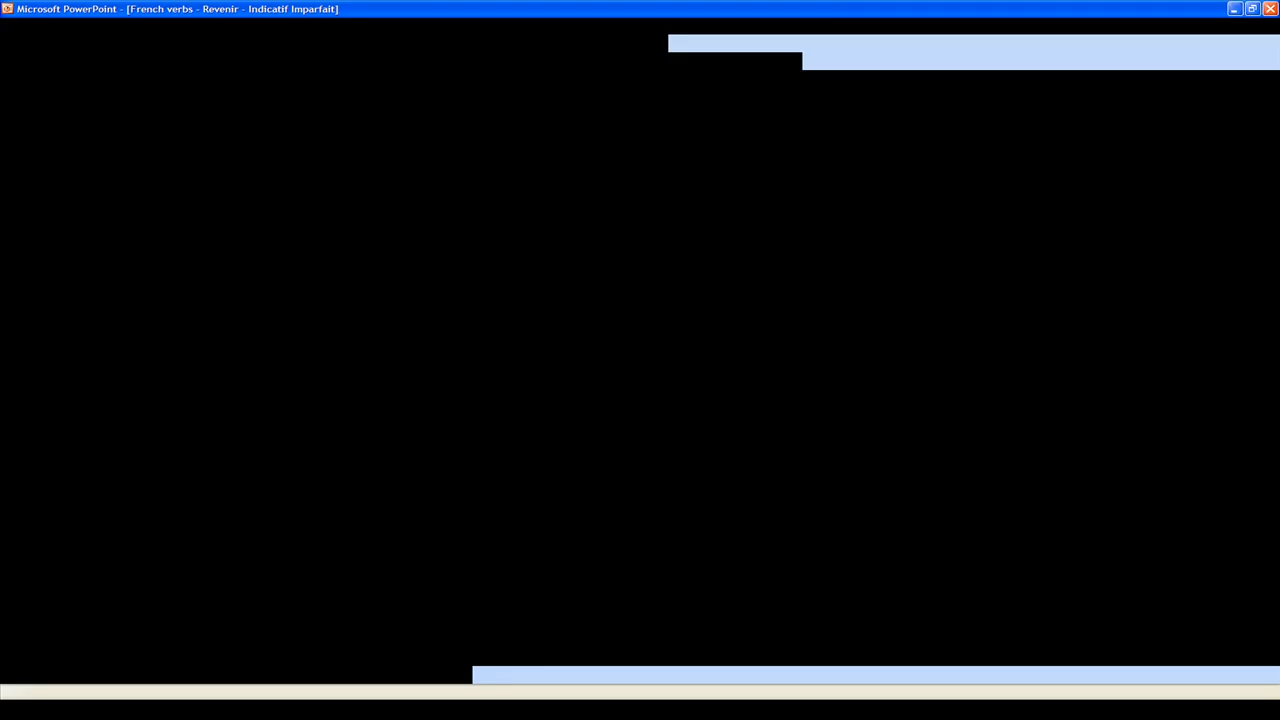 Microsoft PowerPoint - [French verbs - Revenir - Indicatif Imparfait]